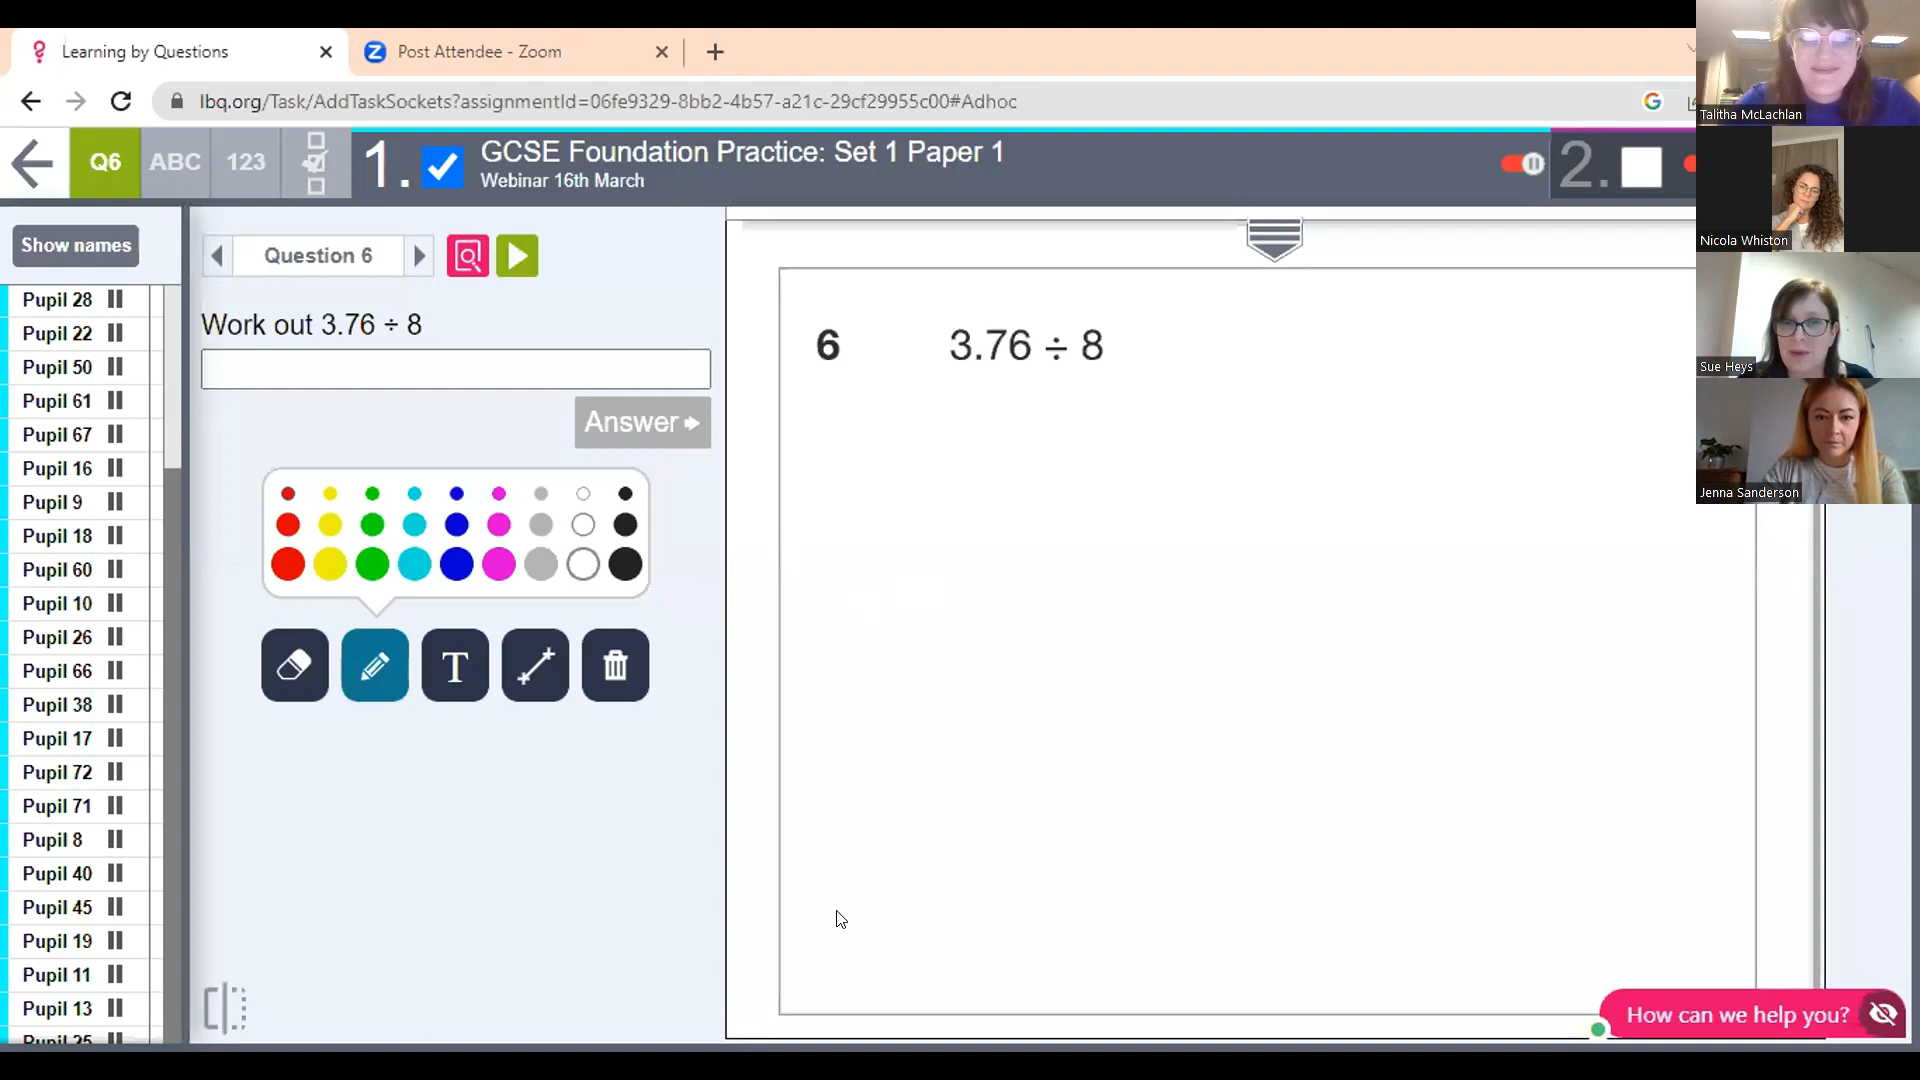 Learning by Questions
Post Attendee - Zoom
lbq.org/Task/AddTaskSockets?assignmentId=06fe9329-8bb2-4b57-a21c-29cf29955c00#Adhoc
Q6
ABC
123
1.
GCSE Foundation Practice: Set 1 Paper 1
Webinar 16th March
2.
Show names
Pupil 28
Pupil 22
Pupil 50
Pupil 61
Pupil 67
Pupil 16
Pupil 9
Pupil 18
Pupil 60
Pupil 10
Pupil 26
Pupil 66
Pupil 38
Pupil 17
Pupil 72
Pupil 71
Pupil 8
Pupil 40
Pupil 45
Pupil 19
Pupil 11
Pupil 13
Pupil 25
Question 6
Work out 3.76 ÷ 8
Answer
T
6 3.76 ÷ 8
Talitha McLachlan
Nicola Whiston
Sue Heys
Jenna Sanderson
How can we help you?